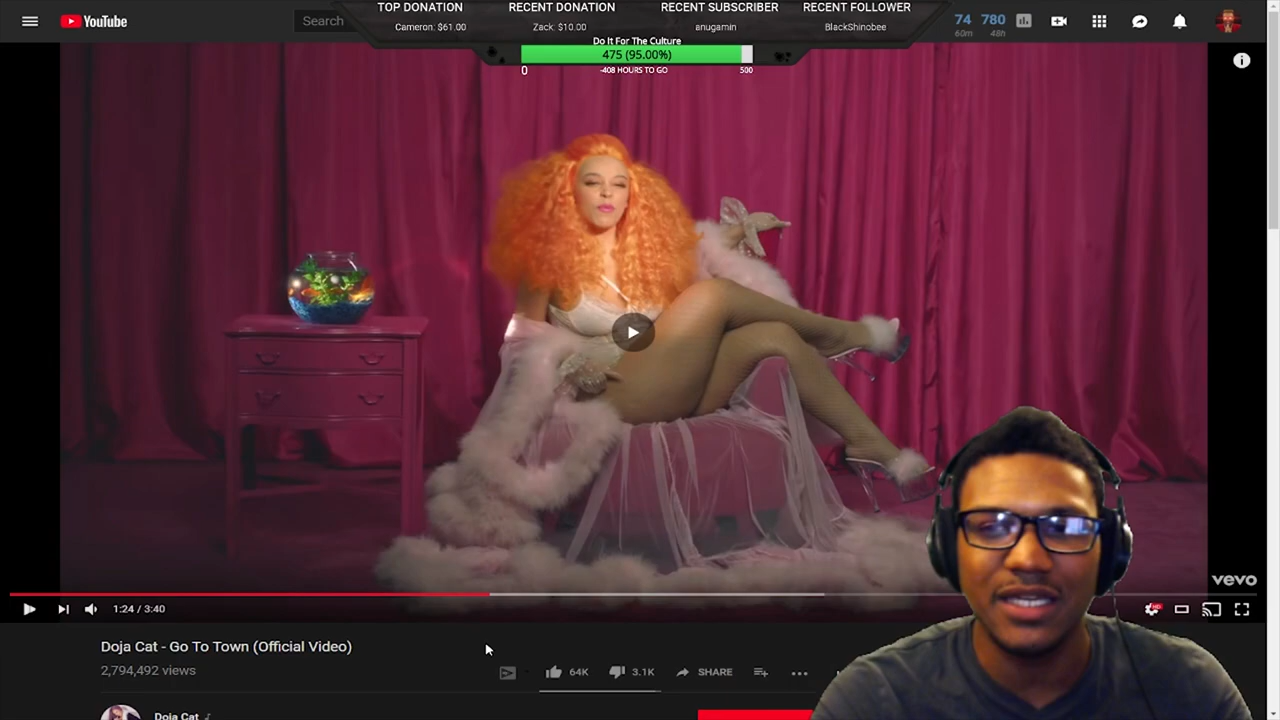 TOP DONATION
RECENT DONATION
RECENT SUBSCRIBER
RECENT FOLLOWER
Cameron: $61.00
Zack: $10.00
anugamin
BlackShinobee
YouTube
Search
74
60m
780
48h
Do It For The Culture
475 (95.00%)
0
-408 HOURS TO GO
500
vevo
1:24 / 3:40
HD
Doja Cat - Go To Town (Official Video)
2,794,492 views
64K
3.1K
SHARE
Doja Cat